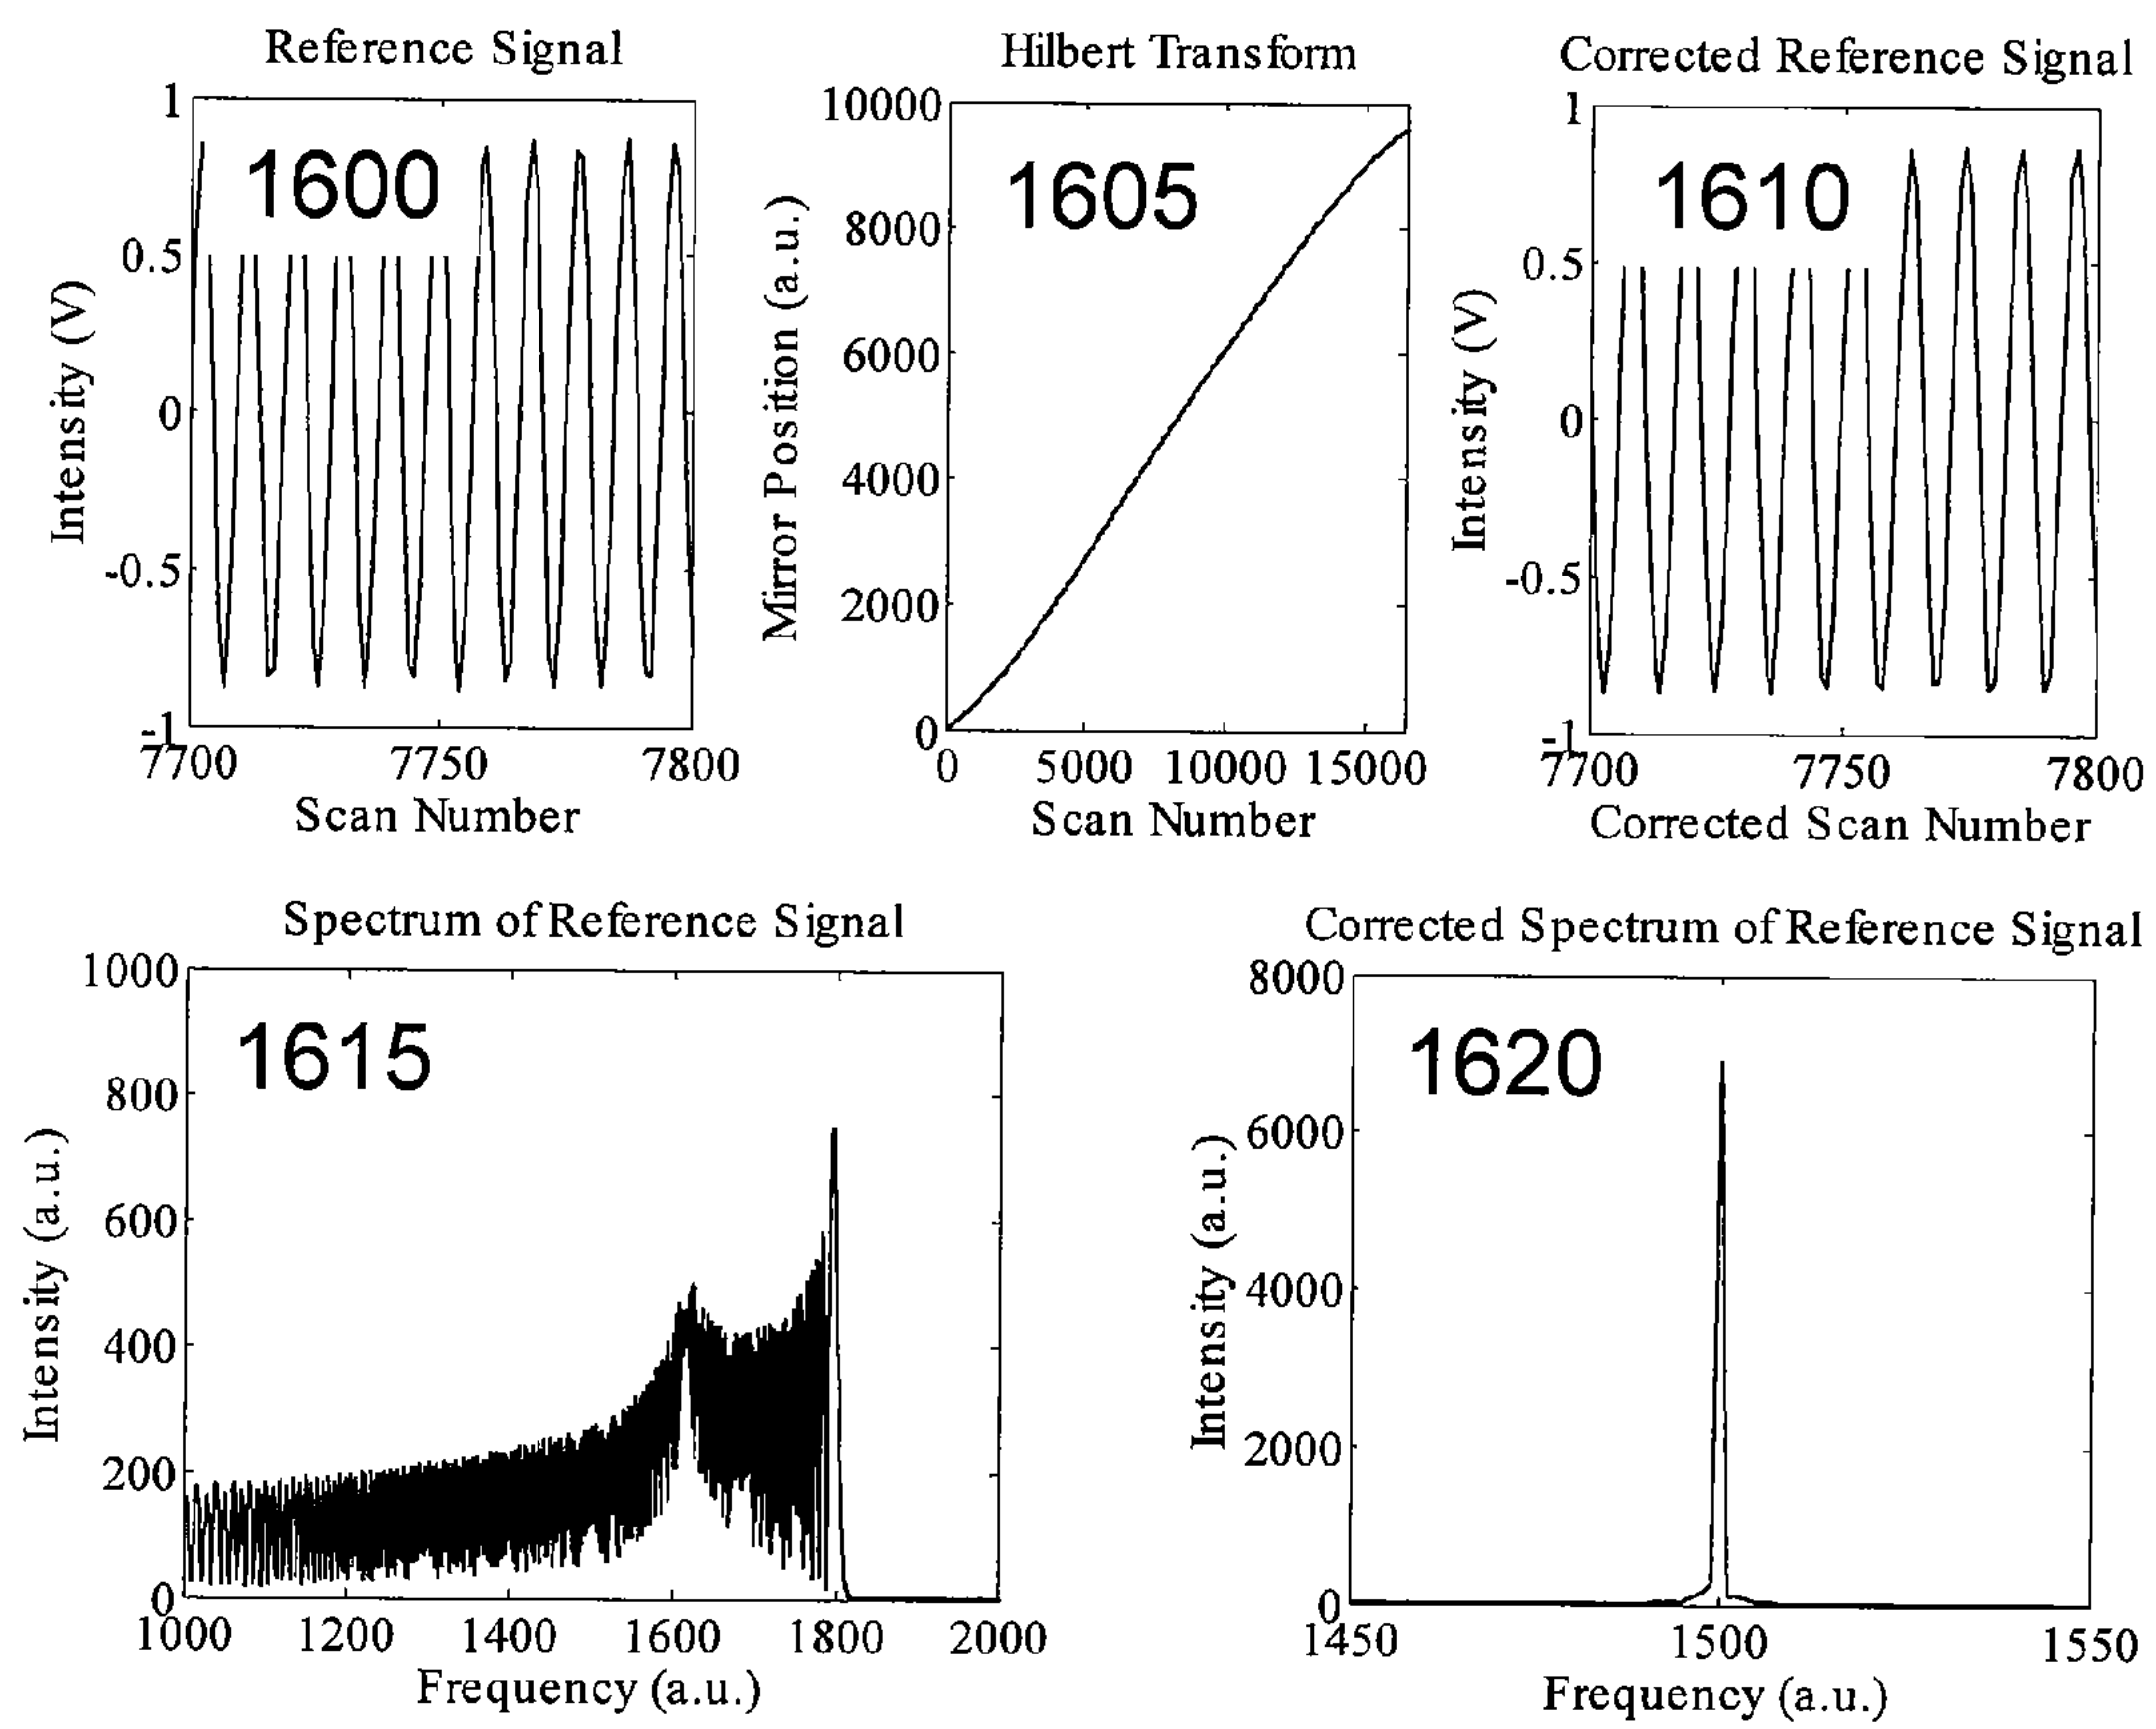 Reference Signal
1600
1
0.5
0
-0.5
-1
Intensity (V)
7700 7750 7800
Scan Number
Hilbert Transform
1605
10000
8000
6000
4000
2000
0
Mirror Position (a.u.)
0 5000 10000 15000
Scan Number
Corrected Reference Signal
1610
1
0.5
0
-0.5
-1
Intensity (V)
7700 7750 7800
Corrected Scan Number
Spectrum of Reference Signal
1615
1000
800
600
400
200
0
Intensity (a.u.)
1000 1200 1400 1600 1800 2000
Frequency (a.u.)
Corrected Spectrum of Reference Signal
1620
8000
6000
4000
2000
0
Intensity (a.u.)
1450 1500 1550
Frequency (a.u.)